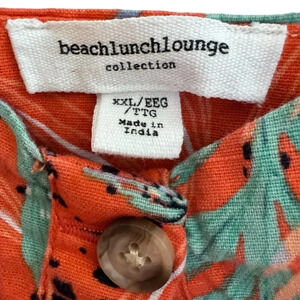 beachlunchlounge
collection
XXL/EEG
/TTG
Made in
India